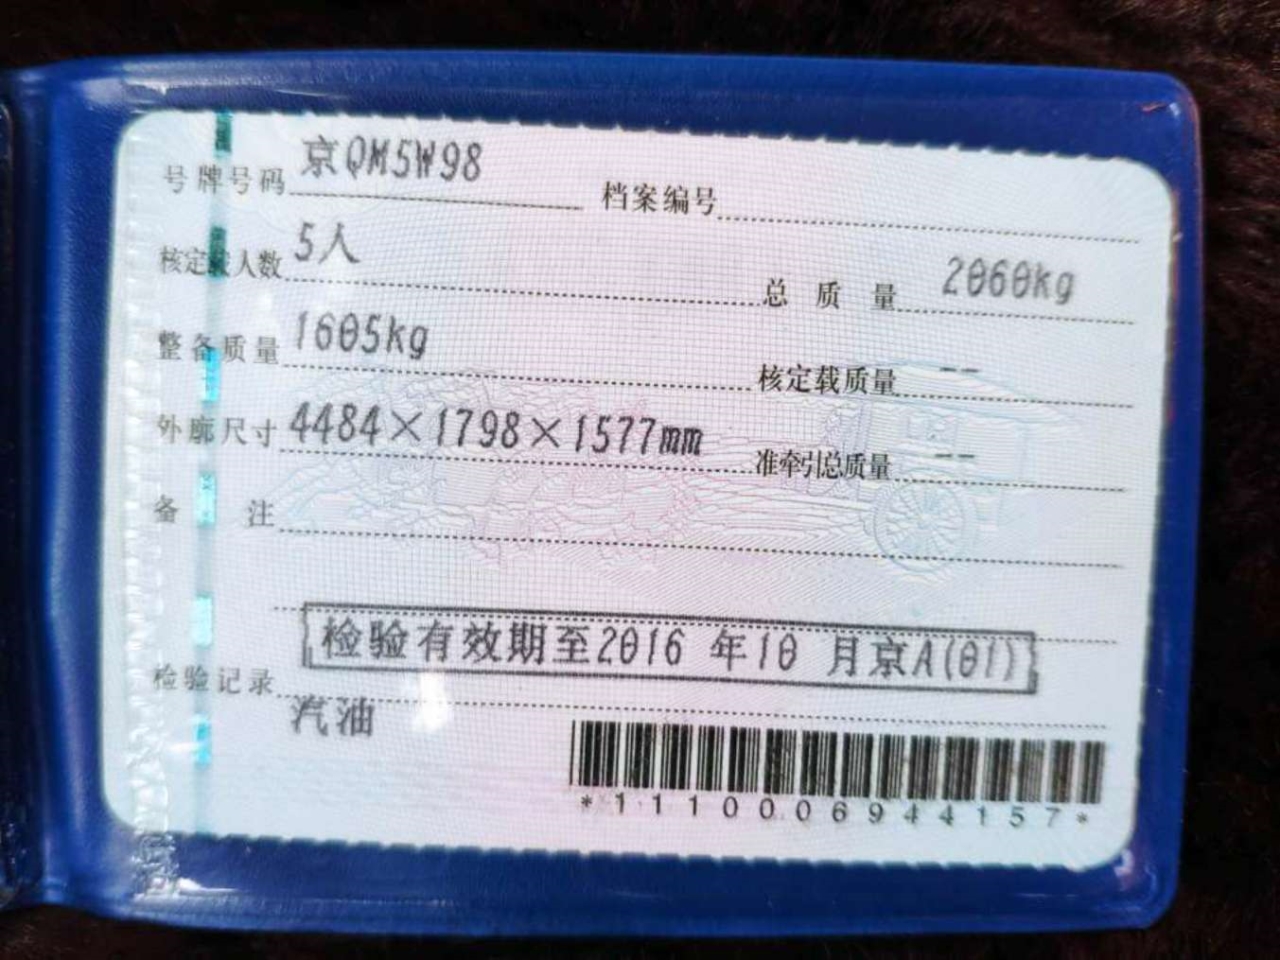 号牌号码 京QM5W98 档案编号
核定载人数 5人 总质量 2060kg
整备质量 1605kg 核定载质量 --
外廓尺寸 4484×1798×1577mm 准牵引总质量 --
备注
检验有效期至2016 年10 月京A(01)
检验记录
汽油
*1110006944157*